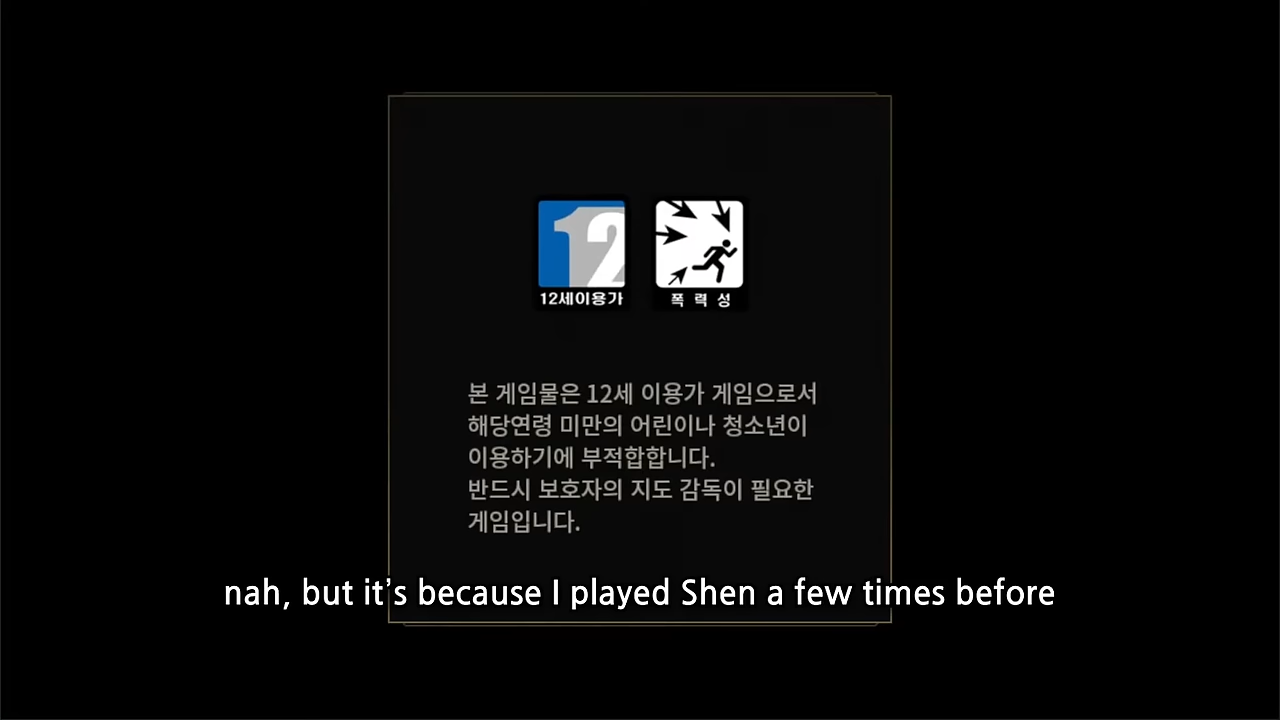 12
12세이용가
폭력성
본 게임물은 12세 이용가 게임으로서
해당연령 미만의 어린이나 청소년이
이용하기에 부적합합니다.
반드시 보호자의 지도 감독이 필요한
게임입니다.
nah, but it's because I played Shen a few times before